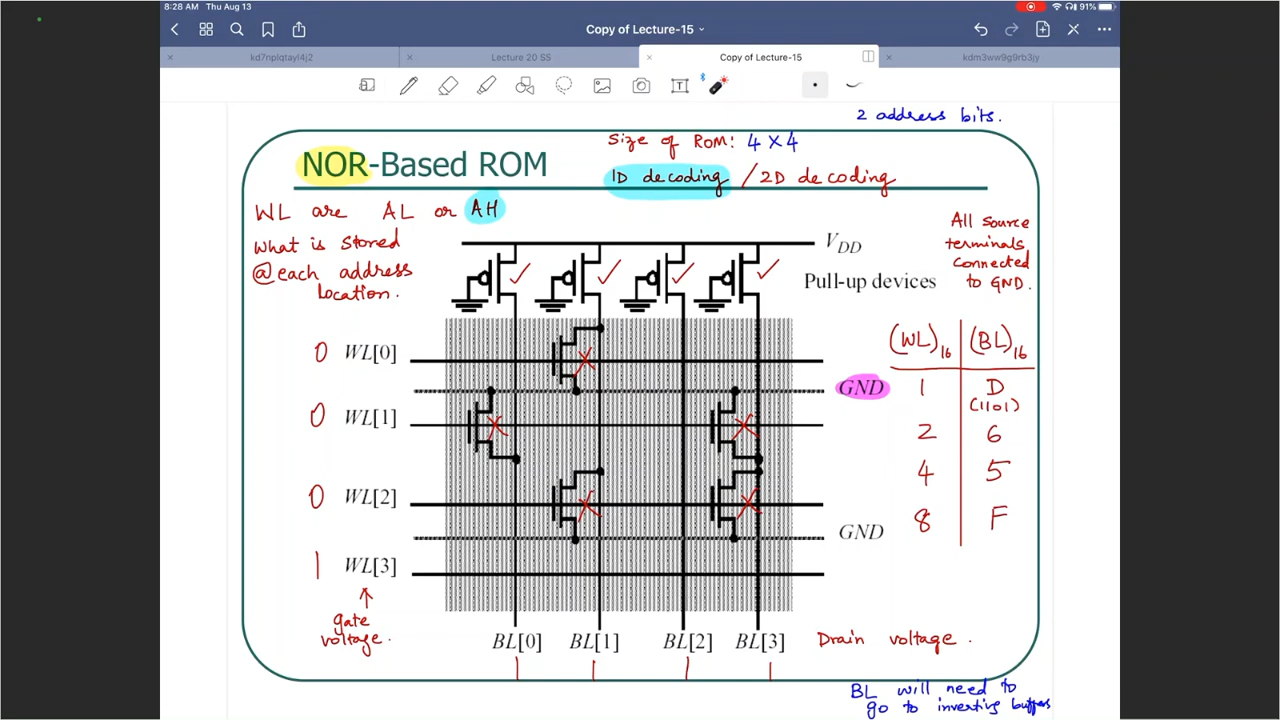 8:28 AM Thu Aug 13
91%
Copy of Lecture-15
kd7nplqtayl4j2
Lecture 20 SS
Copy of Lecture-15
kdm3ww9g9rb3jy
2 address bits.
Size of ROM: 4 X 4
NOR-Based ROM
1D decoding / 2D decoding
WL are AL or AH
What is stored
@each address
location.
All source
terminals
connected
to GND.
VDD
Pull-up devices
(WL)16 (BL)16
0 WL[0]
GND
1 D
(1101)
0 WL[1]
2 6
4 5
0 WL[2]
8 F
GND
1 WL[3]
gate
voltage.
BL[0] BL[1] BL[2] BL[3] Drain voltage.
1 1 1 1
BL will need to
go to inverting buffers